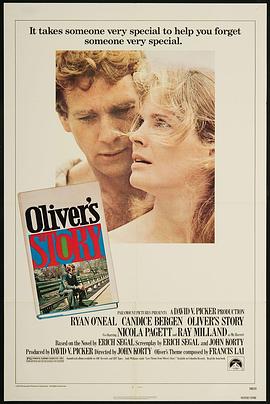 It takes someone very special to help you forget
someone very special.
Oliver's
STORY
PARAMOUNT PICTURES PRESENTS A DAVID V. PICKER PRODUCTION
RYAN O'NEAL CANDICE BERGEN OLIVER'S STORY
NICOLA PAGETT and RAY MILLAND
Based on the Novel by ERICH SEGAL Screenplay by ERICH SEGAL and JOHN KORTY
Produced by DAVID V. PICKER Directed by JOHN KORTY Oliver's Theme composed by FRANCIS LAI